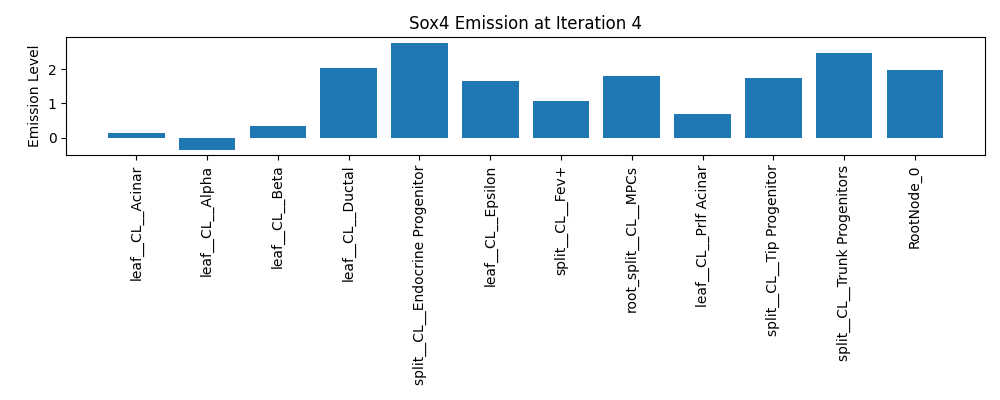 Sox4 Emission at Iteration 4
Emission Level
2
1
0
leaf__CL__Acinar
leaf__CL__Alpha
leaf__CL__Beta
leaf__CL__Ductal
split__CL__Endocrine Progenitor
leaf__CL__Epsilon
split__CL__Fev+
root_split__CL__MPCs
leaf__CL__Prlf Acinar
split__CL__Tip Progenitor
split__CL__Trunk Progenitors
RootNode_0